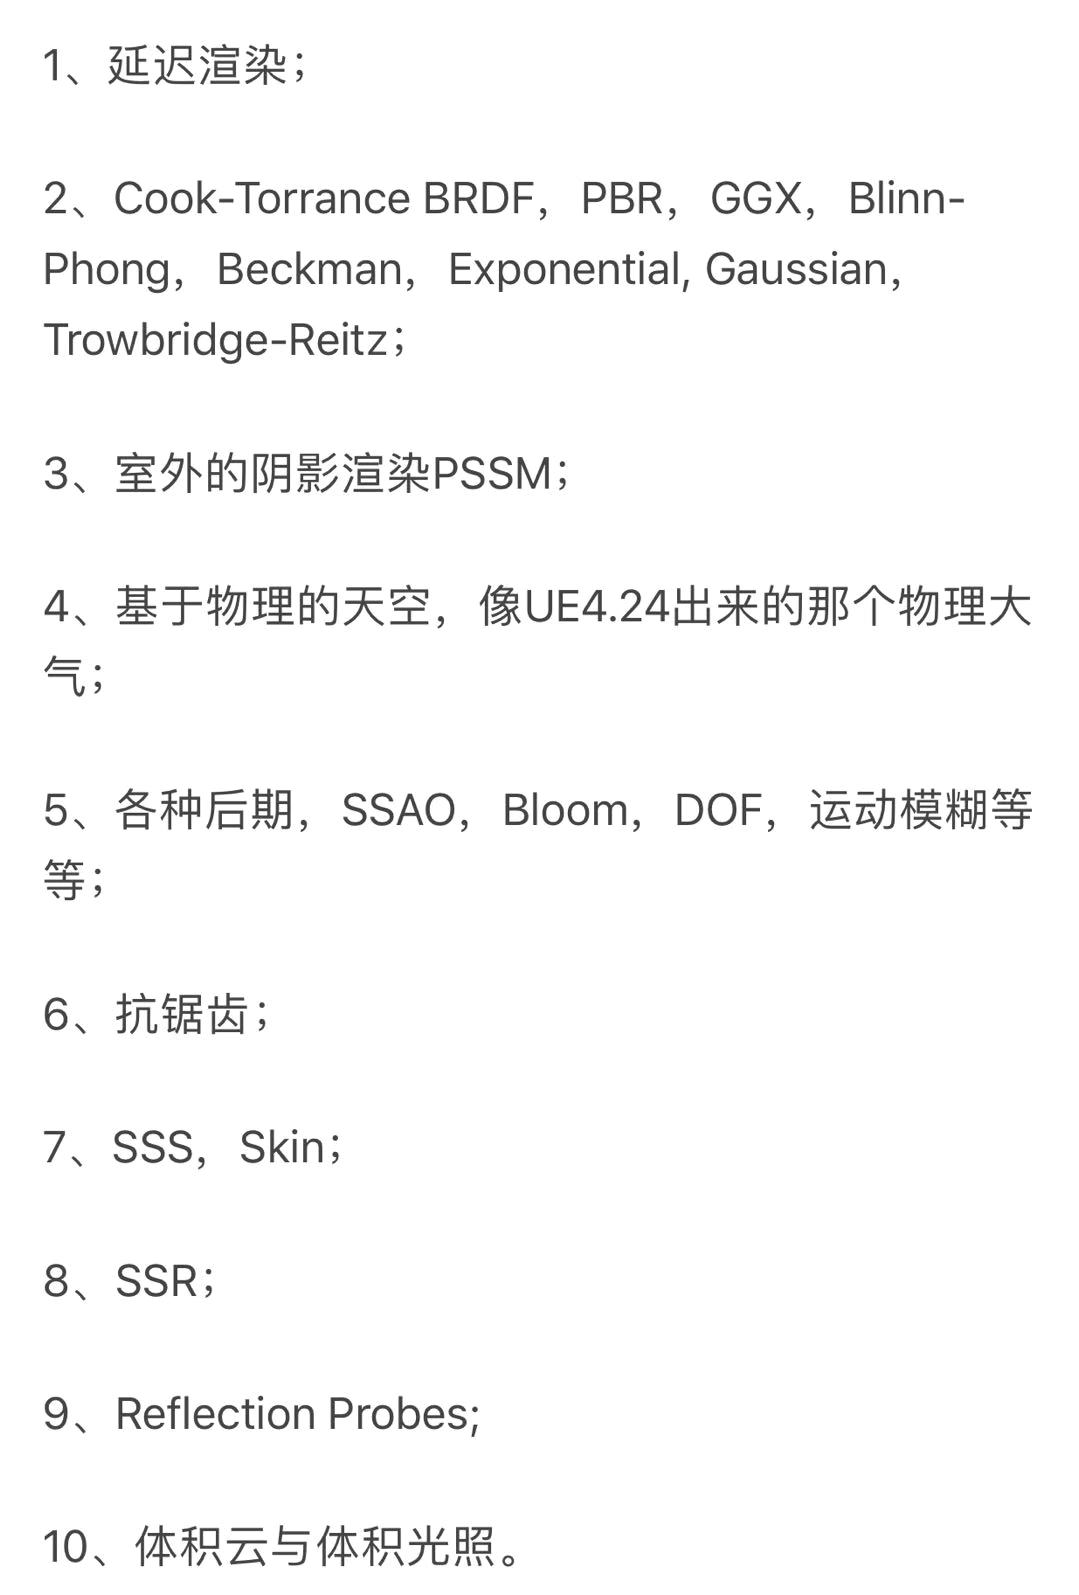 1、延迟渲染；
2、Cook-Torrance BRDF，PBR，GGX，Blinn-
Phong，Beckman，Exponential, Gaussian，
Trowbridge-Reitz；
3、室外的阴影渲染PSSM；
4、基于物理的天空，像UE4.24出来的那个物理大
气；
5、各种后期，SSAO，Bloom，DOF，运动模糊等
等；
6、抗锯齿；
7、SSS，Skin；
8、SSR；
9、Reflection Probes;
10、体积云与体积光照。